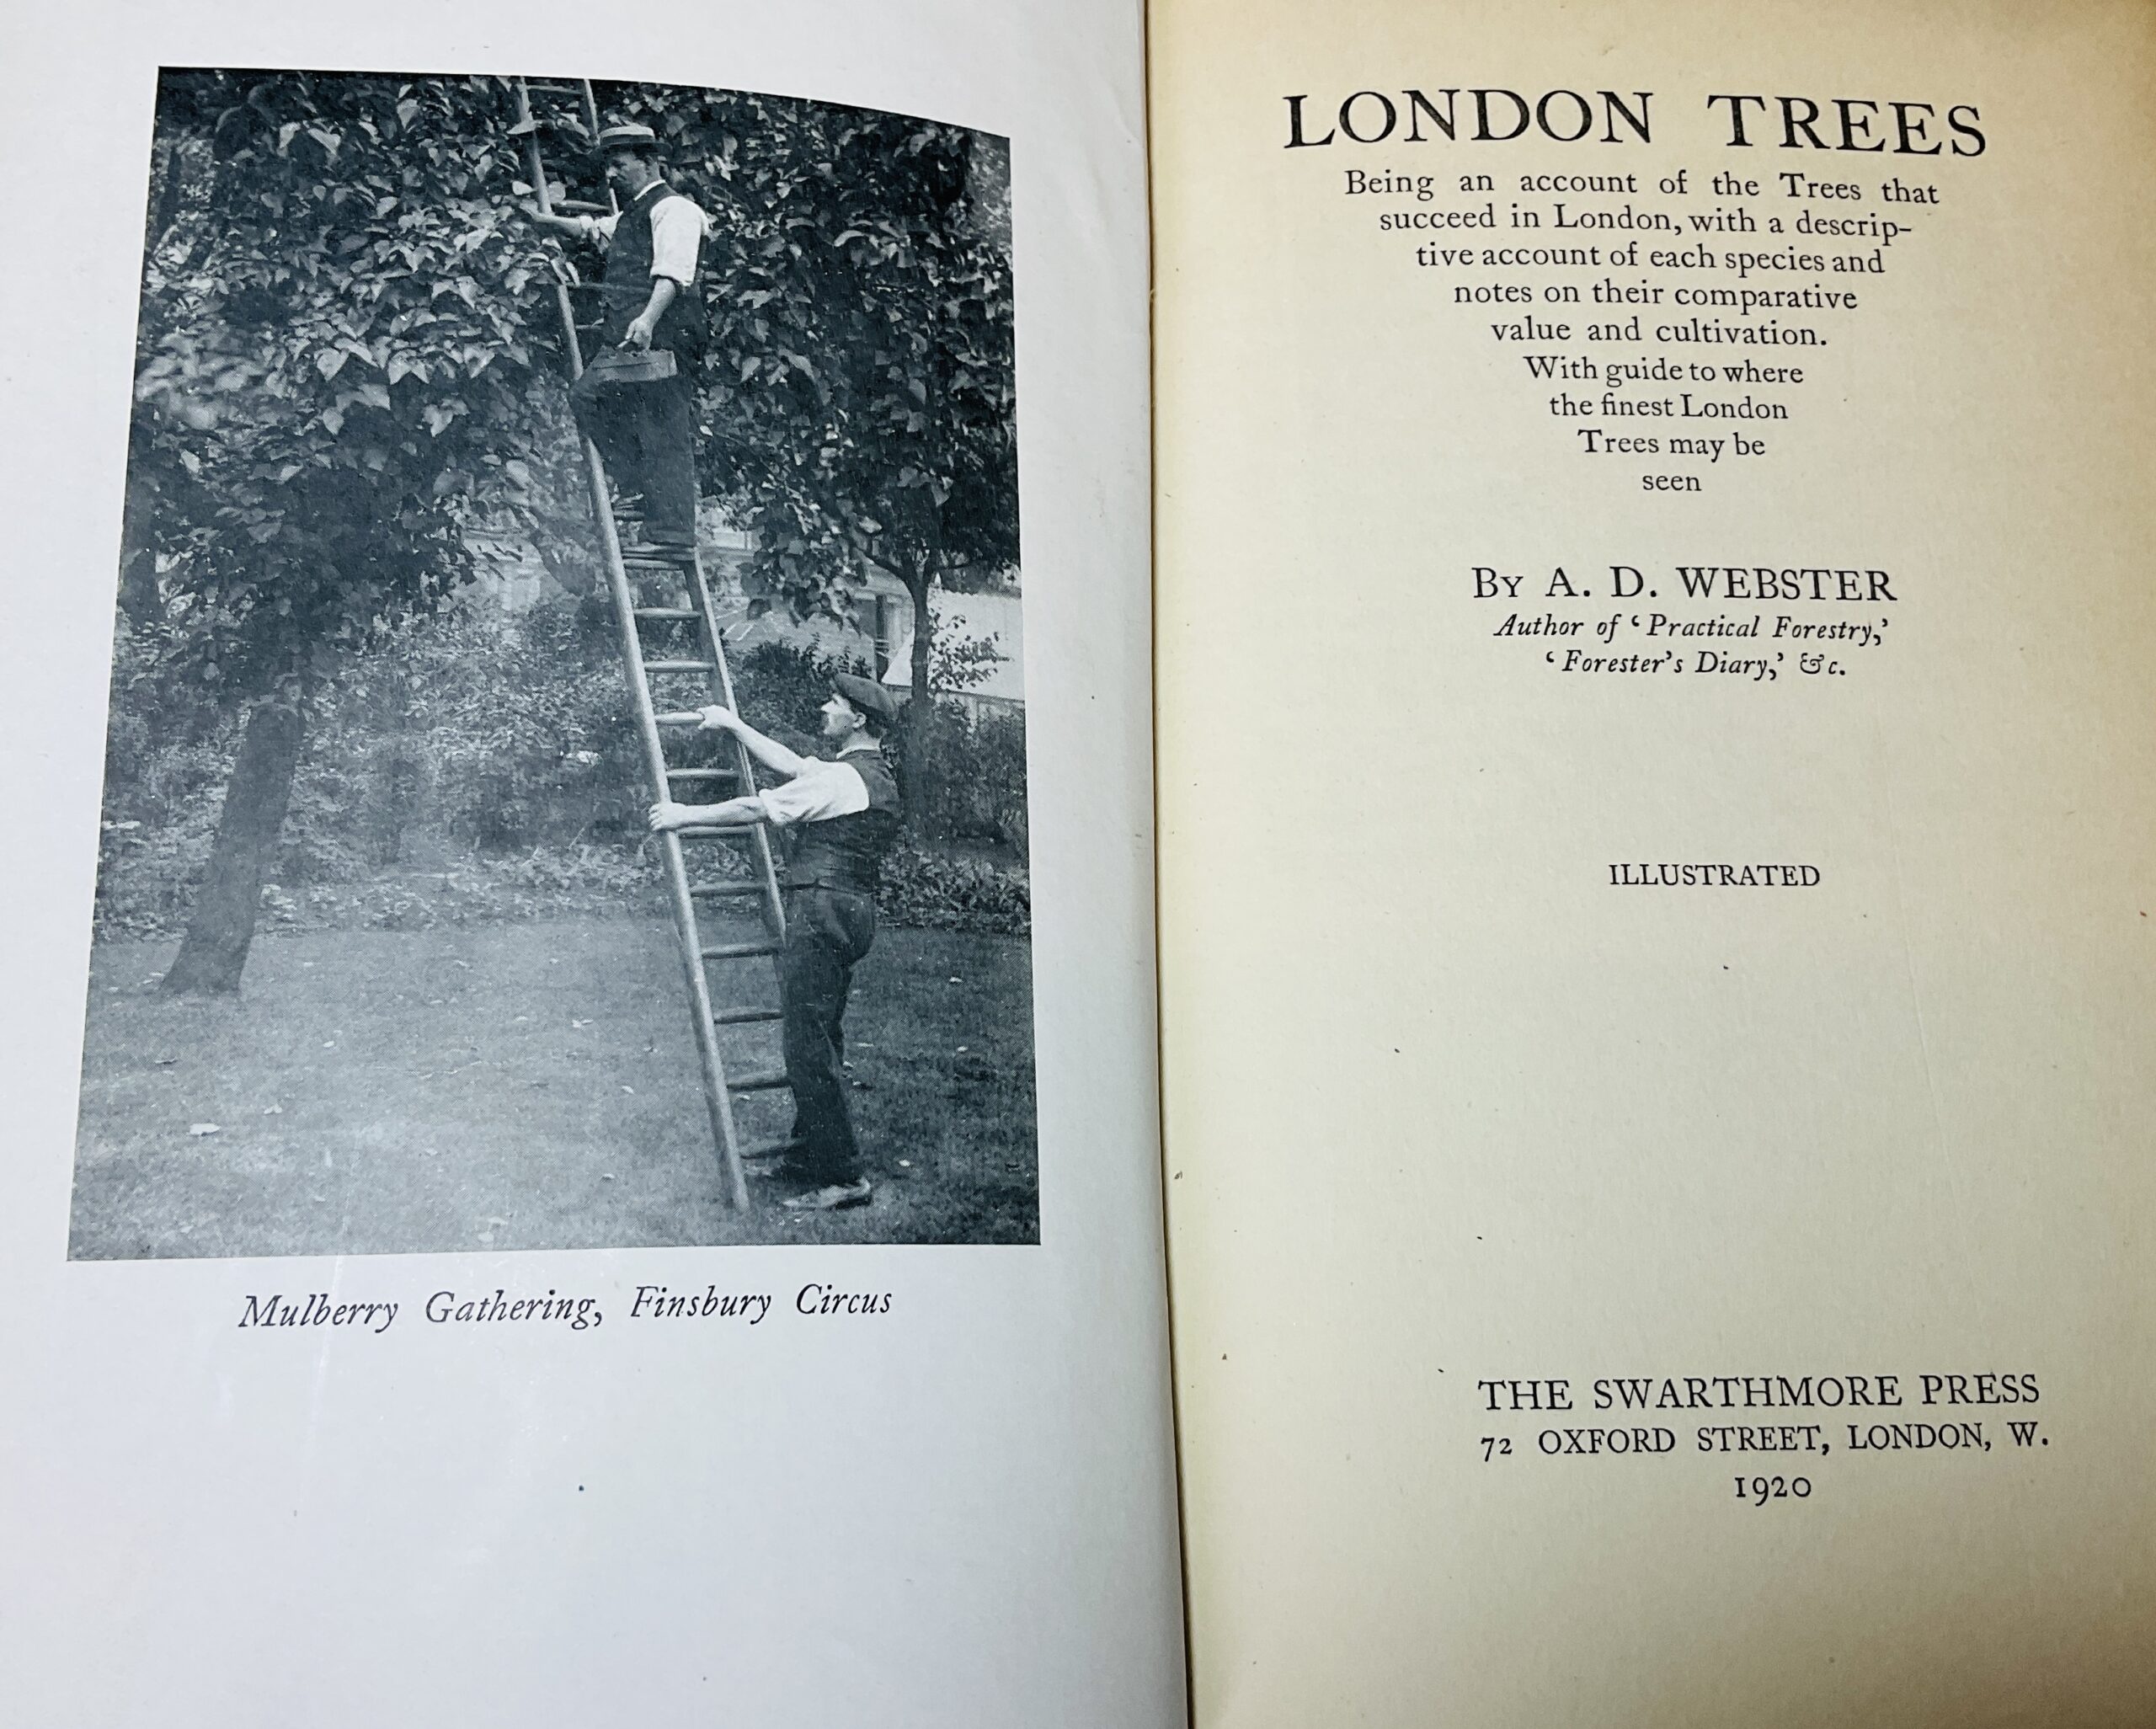 Mulberry Gathering, Finsbury Circus
LONDON TREES
Being an account of the Trees that
succeed in London, with a descrip-
tive account of each species and
notes on their comparative
value and cultivation.
With guide to where
the finest London
Trees may be
seen
By A. D. WEBSTER
Author of ‘Practical Forestry,’
‘Forester’s Diary,’ &c.
ILLUSTRATED
THE SWARTHMORE PRESS
72 OXFORD STREET, LONDON, W.
1920